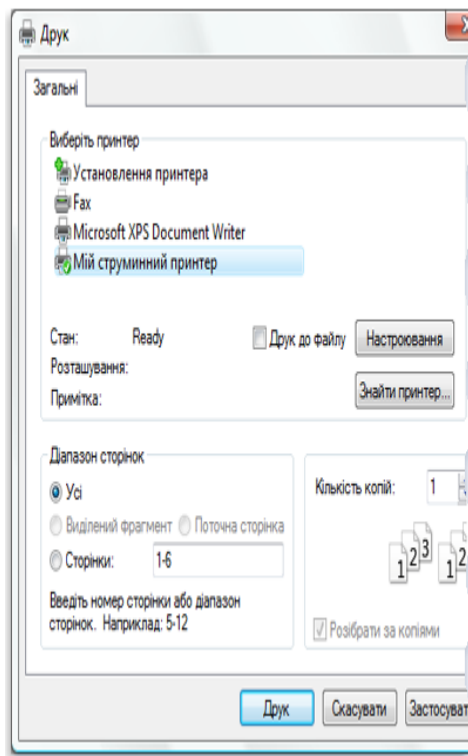 Друк
Загальні
Виберіть принтер
Установлення принтера
Fax
Microsoft XPS Document Writer
Мій струминний принтер
Стан: Ready
Друк до файлу
Настроювання
Розташування:
Примітка:
Знайти принтер...
Діапазон сторінок
Усі
Виділений фрагмент Поточна сторінка
Сторінки: 1-6
Введіть номер сторінки або діапазон
сторінок. Наприклад: 5-12
Кількість копій: 1
1 2 3 1 2
Розібрати за копіями
Друк Скасувати Застосуват